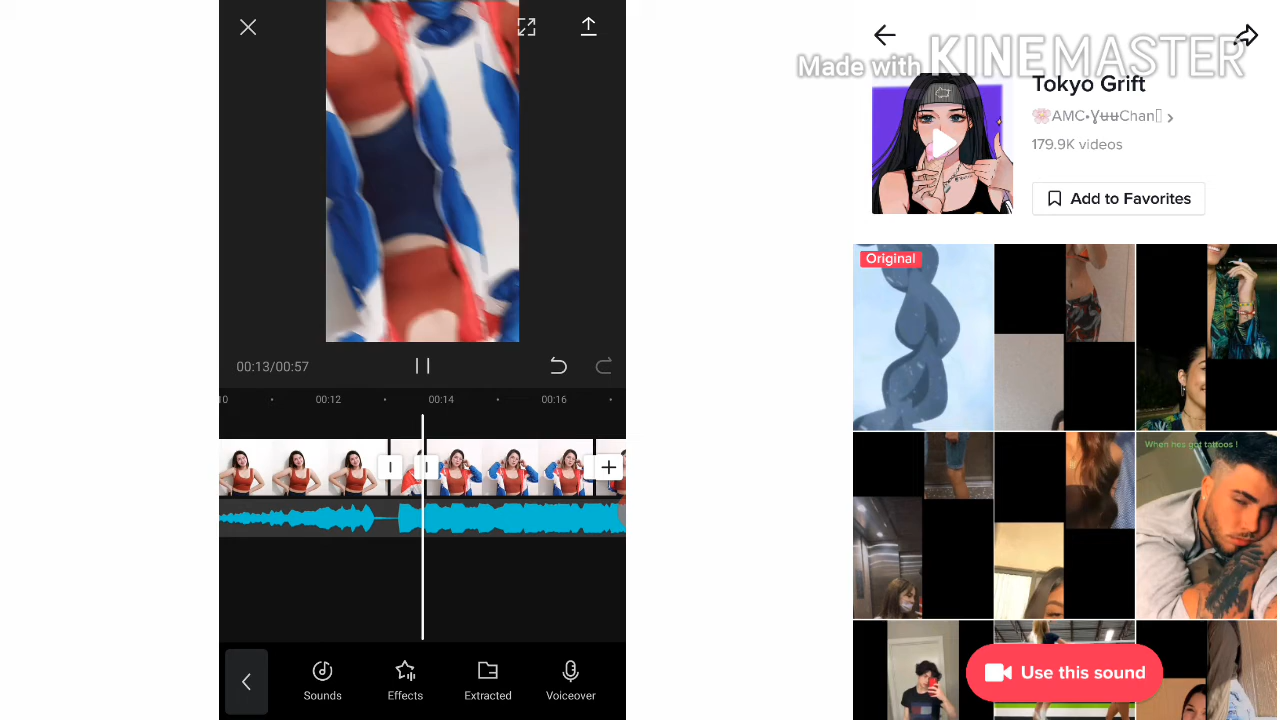 00:13/00:57
00:12
00:14
00:16
Sounds
Effects
Extracted
Voiceover
Made with KINEMASTER
Tokyo Grift
179.9K videos
Add to Favorites
Original
When hes got tattoos !
Use this sound